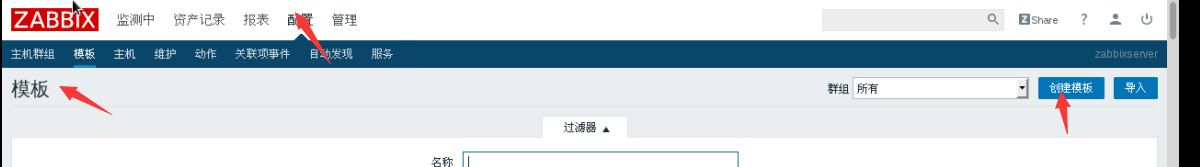 ZABBIX 监测中 资产记录 报表 配置 管理 Z Share ?
主机群组 模板 主机 维护 动作 关联项事件 自动发现 服务 zabbixserver
模板 群组 所有 创建模板 导入
过滤器 ▲
名称